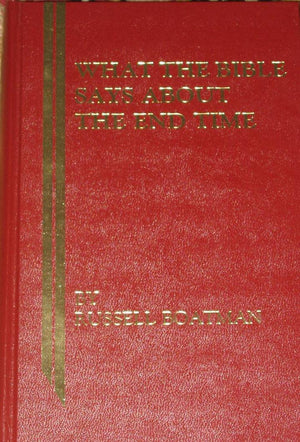 WHAT THE BIBLE
SAYS ABOUT
THE END TIME
BY
RUSSELL BOATMAN